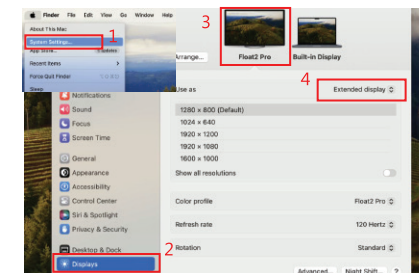 Finder File Edit View Go Window Help
About This Mac
System Settings...
1
App Store...
Recent Items
Force Quit Finder
Sleep
3
Arrange...
Float2 Pro
Built-in Display
4
Use as
Extended display
1280 × 800 (Default)
1024 × 640
1920 × 1200
1920 × 1080
1600 × 1000
Show all resolutions
Color profile
Float2 Pro
Refresh rate
120 Hertz
Rotation
Standard
Advanced...
Night Shift...
?
Notifications
Sound
Focus
Screen Time
General
Appearance
Accessibility
Control Center
Siri & Spotlight
Privacy & Security
Desktop & Dock
2
Displays